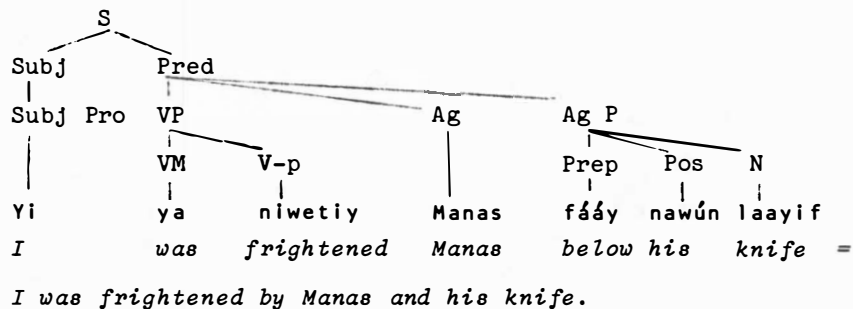 S
Subj Pred
Subj Pro VP Ag Ag P
VM V-p Prep Pos N
Yi ya niwetiy Manas fááy nawún laayif
I was frightened Manas below his knife =
I was frightened by Manas and his knife.